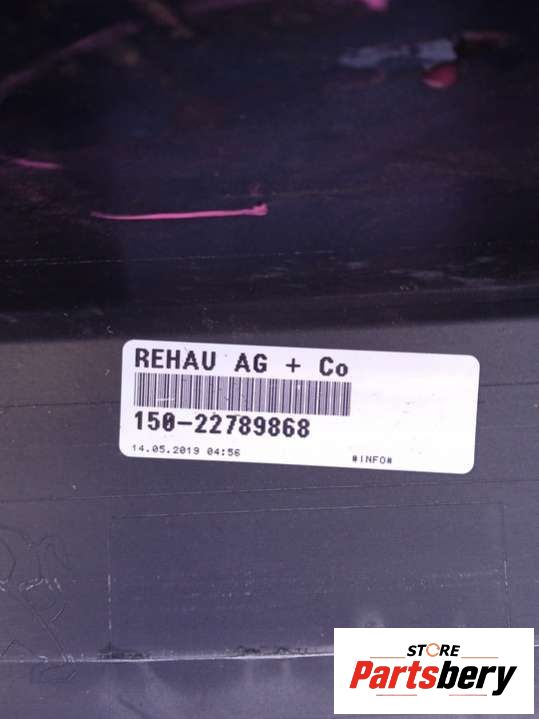 REHAU AG + Co
150-22789868
14.05.2019 04:56
#INFO#
STORE
Partsbery